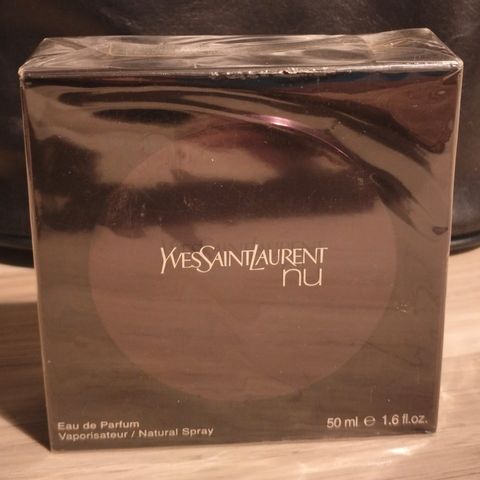 YVESSAINTLAURENT
nu
Eau de Parfum
Vaporisateur / Natural Spray
50 ml ℮ 1.6 fl.oz.